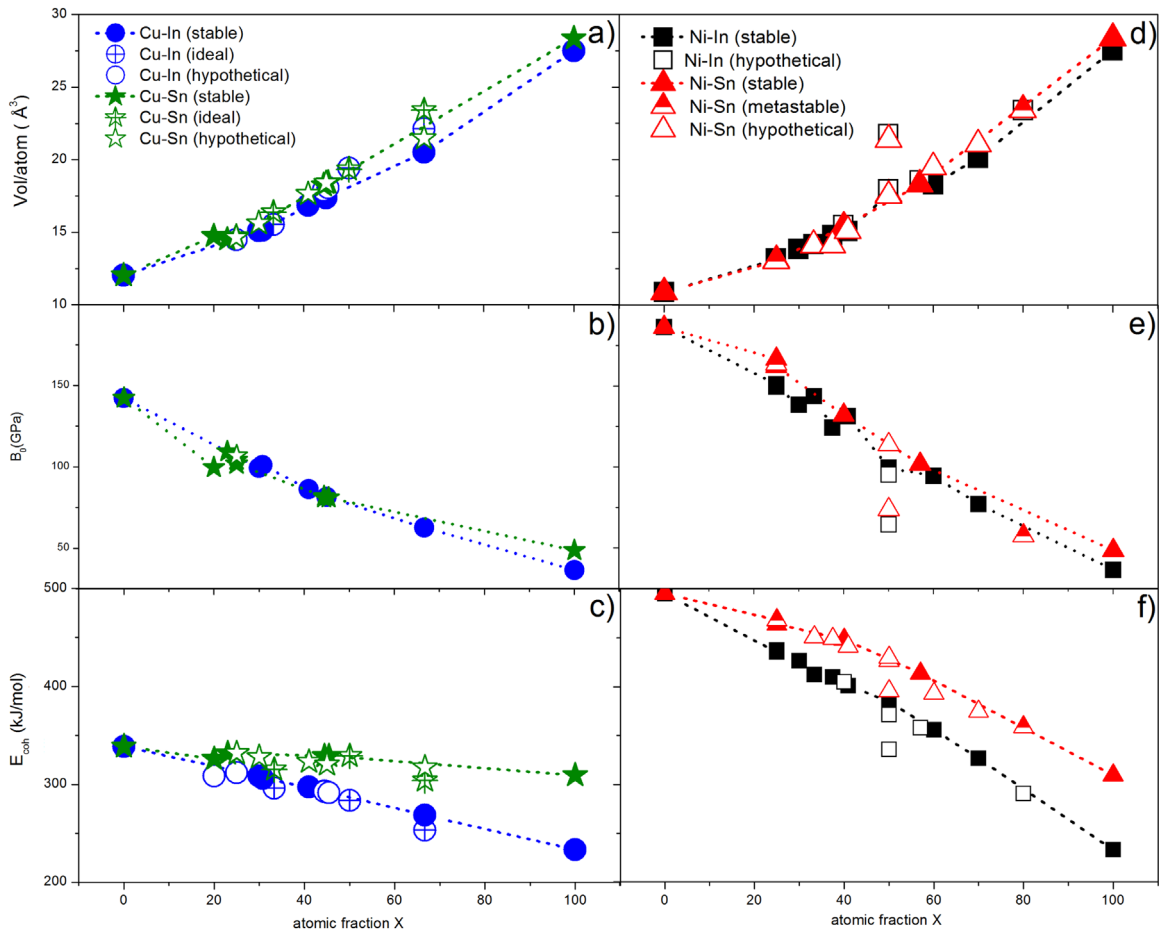 30
25
20
15
10
Vol/atom ( Å³)
Cu-In (stable)
Cu-In (ideal)
Cu-In (hypothetical)
Cu-Sn (stable)
Cu-Sn (ideal)
Cu-Sn (hypothetical)
a)
Ni-In (stable)
Ni-In (hypothetical)
Ni-Sn (stable)
Ni-Sn (metastable)
Ni-Sn (hypothetical)
d)
150
100
50
B₀(GPa)
b)
e)
500
400
300
200
E_coh (kJ/mol)
c)
f)
0 20 40 60 80 100
atomic fraction X
0 20 40 60 80 100
atomic fraction X